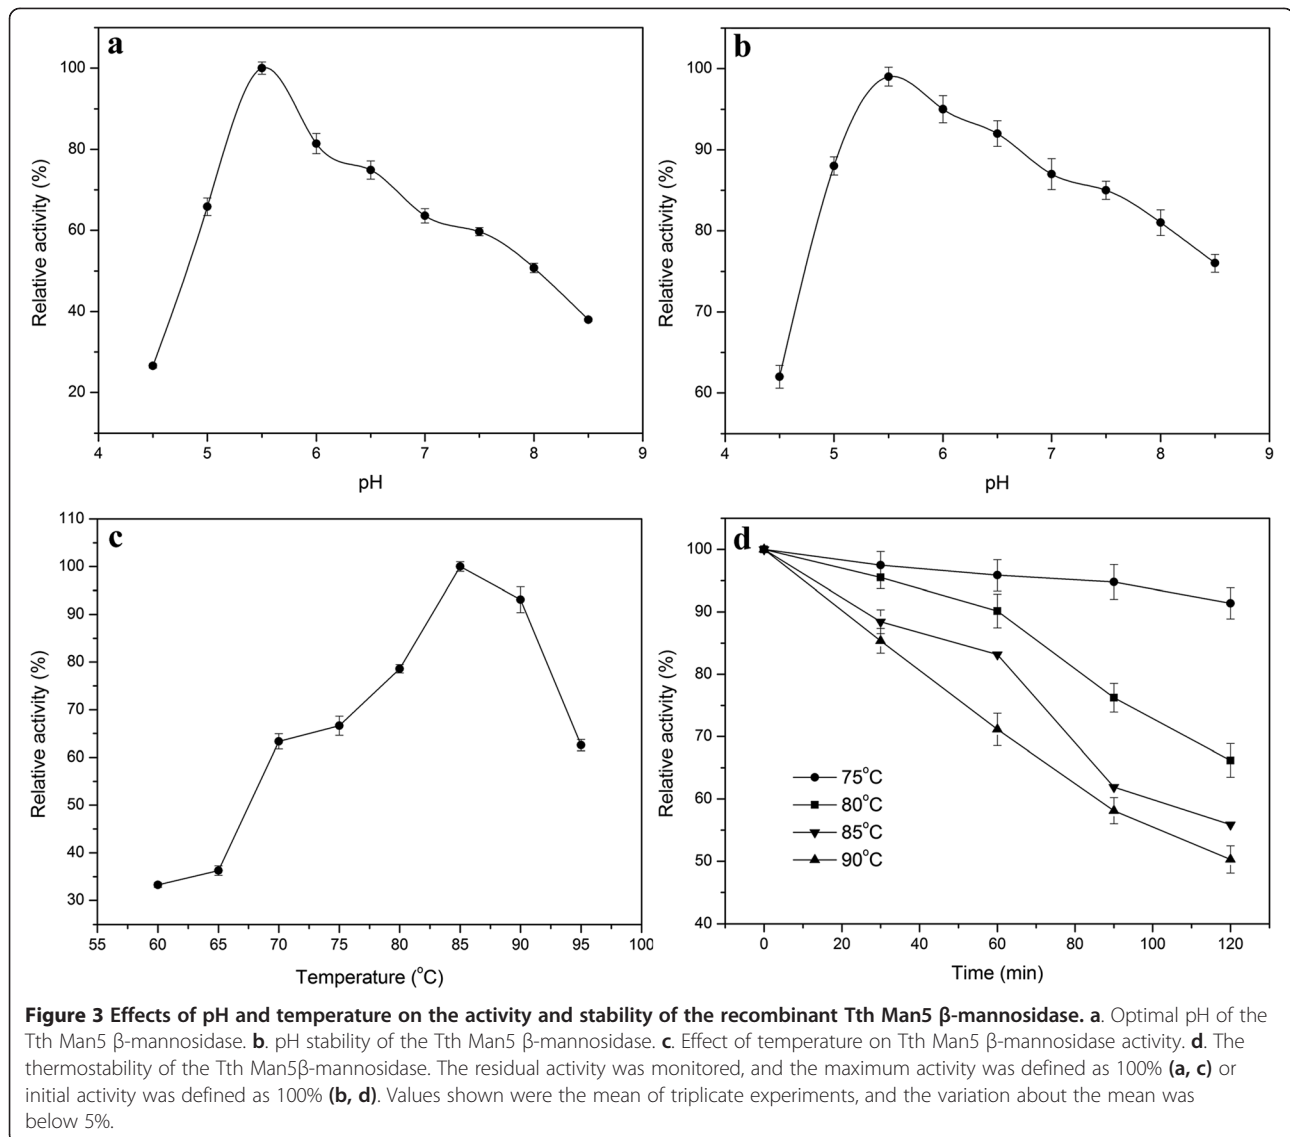 a
100
80
60
40
20
4
5
6
7
8
9
Relative activity (%)
pH
b
100
90
80
70
60
4
5
6
7
8
9
Relative activity (%)
pH
c
110
100
90
80
70
60
50
40
30
55
60
65
70
75
80
85
90
95
100
Relative activity (%)
Temperature (°C)
d
100
90
80
70
60
50
40
0
20
40
60
80
100
120
Relative activity (%)
Time (min)
75°C
80°C
85°C
90°C
Figure 3 Effects of pH and temperature on the activity and stability of the recombinant Tth Man5 β-mannosidase. a. Optimal pH of the
Tth Man5 β-mannosidase. b. pH stability of the Tth Man5 β-mannosidase. c. Effect of temperature on Tth Man5 β-mannosidase activity. d. The
thermostability of the Tth Man5β-mannosidase. The residual activity was monitored, and the maximum activity was defined as 100% (a, c) or
initial activity was defined as 100% (b, d). Values shown were the mean of triplicate experiments, and the variation about the mean was
below 5%.